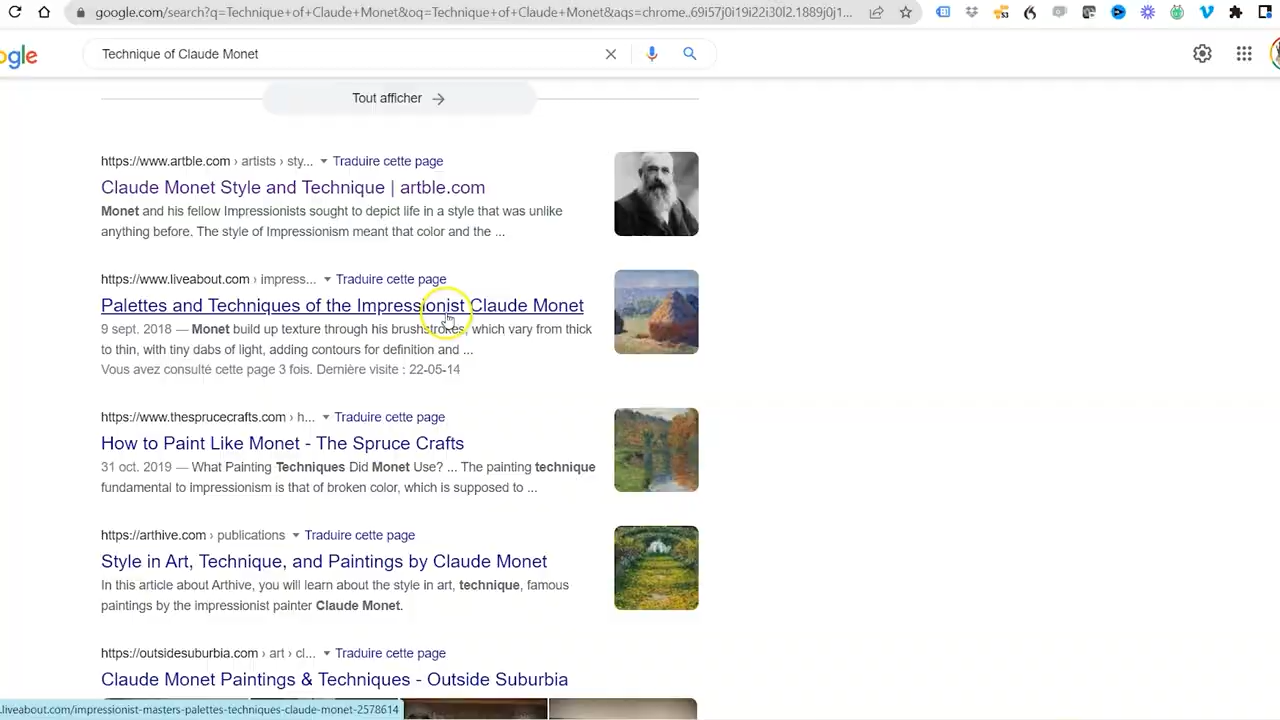 google.com/search?q=Technique+of+Claude+Monet&oq=Technique+of+Claude+Monet&aqs=chrome..69i57j0i19i22i30l2.1889j0j1...
ogle
Technique of Claude Monet
Tout afficher
https://www.artble.com › artists › sty... Traduire cette page
Claude Monet Style and Technique | artble.com
Monet and his fellow Impressionists sought to depict life in a style that was unlike
anything before. The style of Impressionism meant that color and the ...
https://www.liveabout.com › impress... Traduire cette page
Palettes and Techniques of the Impressionist Claude Monet
9 sept. 2018 — Monet build up texture through his brushstrokes, which vary from thick
to thin, with tiny dabs of light, adding contours for definition and ...
Vous avez consulté cette page 3 fois. Dernière visite : 22-05-14
https://www.thesprucecrafts.com › h... Traduire cette page
How to Paint Like Monet - The Spruce Crafts
31 oct. 2019 — What Painting Techniques Did Monet Use? ... The painting technique
fundamental to impressionism is that of broken color, which is supposed to ...
https://arthive.com › publications Traduire cette page
Style in Art, Technique, and Paintings by Claude Monet
In this article about Arthive, you will learn about the style in art, technique, famous
paintings by the impressionist painter Claude Monet.
https://outsidesuburbia.com › art › cl... Traduire cette page
Claude Monet Paintings & Techniques - Outside Suburbia
.liveabout.com/impressionist-masters-palettes-techniques-claude-monet-2578614